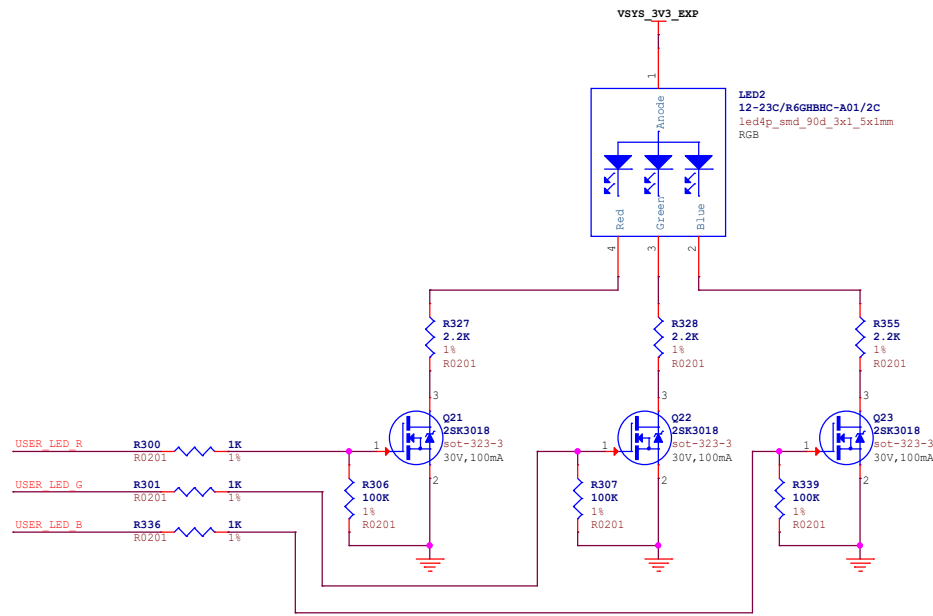 VSYS_3V3_EXP
1
LED2
12-23C/R6GHBHC-A01/2C
led4p_smd_90d_3x1_5x1mm
RGB
Anode
Red
Green
Blue
4
3
2
R327
2.2K
1%
R0201
R328
2.2K
1%
R0201
R355
2.2K
1%
R0201
3
Q21
2SK3018
sot-323-3
30V,100mA
1
2
3
Q22
2SK3018
sot-323-3
30V,100mA
1
2
3
Q23
2SK3018
sot-323-3
30V,100mA
1
2
USER_LED_R
R300
1K
R0201
1%
USER_LED_G
R301
1K
R0201
1%
USER_LED_B
R336
1K
R0201
1%
R306
100K
1%
R0201
R307
100K
1%
R0201
R339
100K
1%
R0201